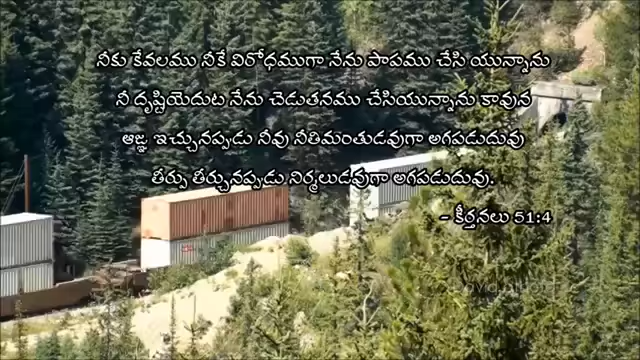 నీకు కేవలము నీకే విరోధముగా నేను పాపము చేసి యున్నాను
నీ దృష్టియెదుట నేను చెడుతనము చేసియున్నాను కావున
ఆజ్ఞ ఇచ్చునప్పుడు నీవు నీతిమంతుడవుగా అగపడుదువు
తీర్పు తీర్చునప్పుడు నిర్మలుడవుగా అగపడుదువు.
- కీర్తనలు 51:4